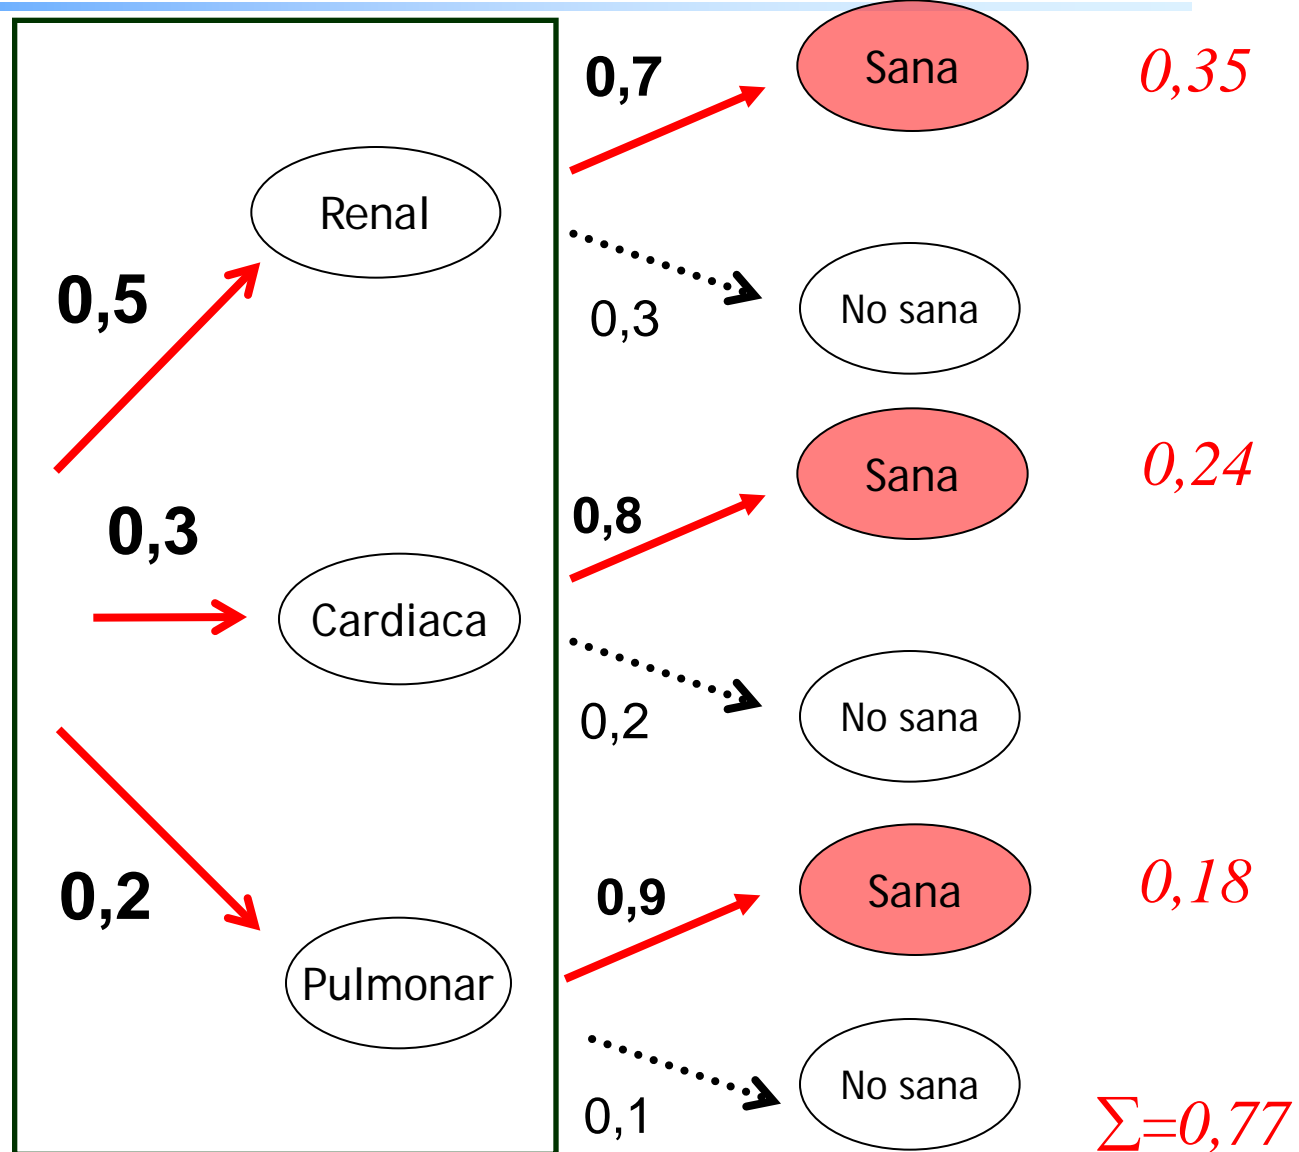 0,7
Sana
0,35
Renal
0,5
0,3
No sana
0,3
0,8
Sana
0,24
Cardiaca
0,2
No sana
0,2
0,9
Sana
0,18
Pulmonar
0,1
No sana
∑=0,77